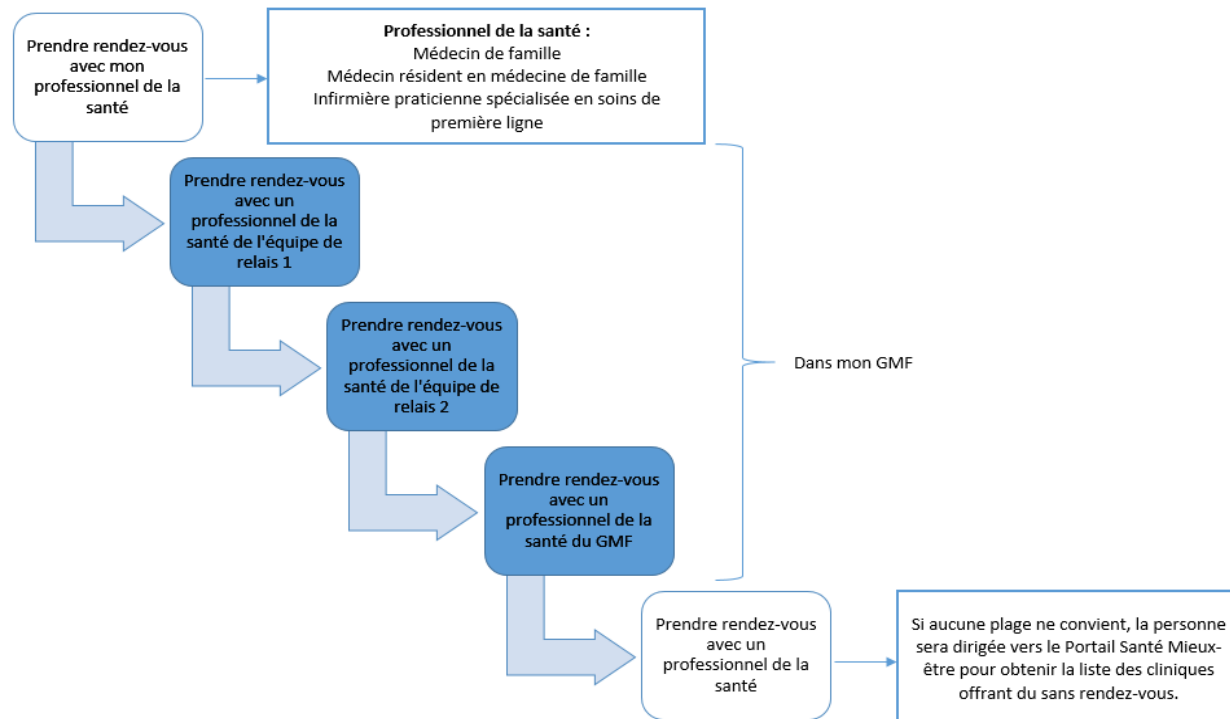 Prendre rendez-vous
avec mon
professionnel de la
santé
Professionnel de la santé :
Médecin de famille
Médecin résident en médecine de famille
Infirmière praticienne spécialisée en soins de
première ligne
Prendre rendez-vous
avec un
professionnel de la
santé de l'équipe de
relais 1
Prendre rendez-vous
avec un
professionnel de la
santé de l'équipe de
relais 2
Dans mon GMF
Prendre rendez-vous
avec un
professionnel de la
santé du GMF
Prendre rendez-vous
avec un
professionnel de la
santé
Si aucune plage ne convient, la personne
sera dirigée vers le Portail Santé Mieux-
être pour obtenir la liste des cliniques
offrant du sans rendez-vous.